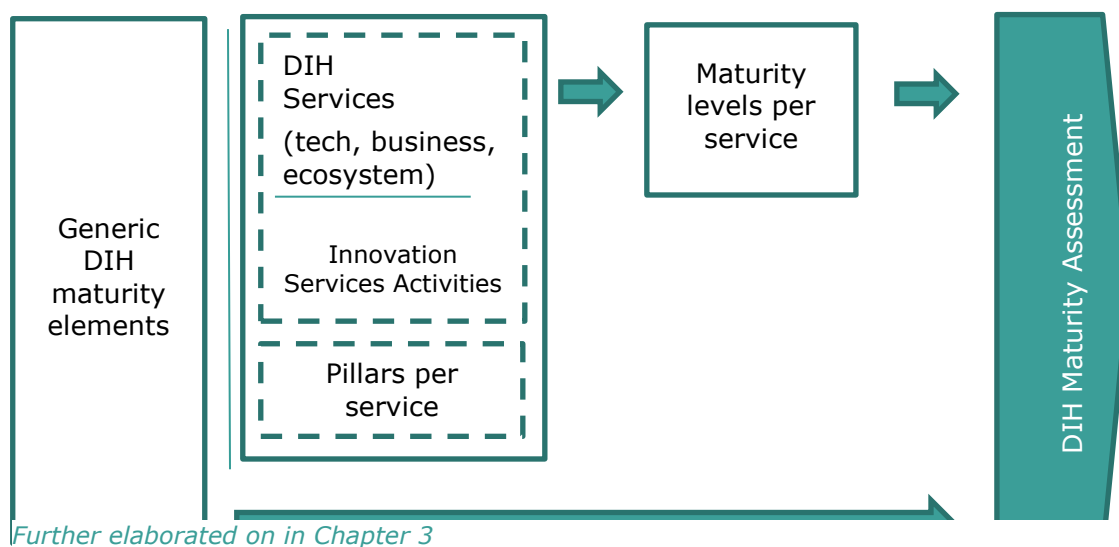 Generic
DIH
maturity
elements
DIH
Services
(tech, business,
ecosystem)
Innovation
Services Activities
Pillars per
service
Maturity
levels per
service
DIH Maturity Assessment
Further elaborated on in Chapter 3